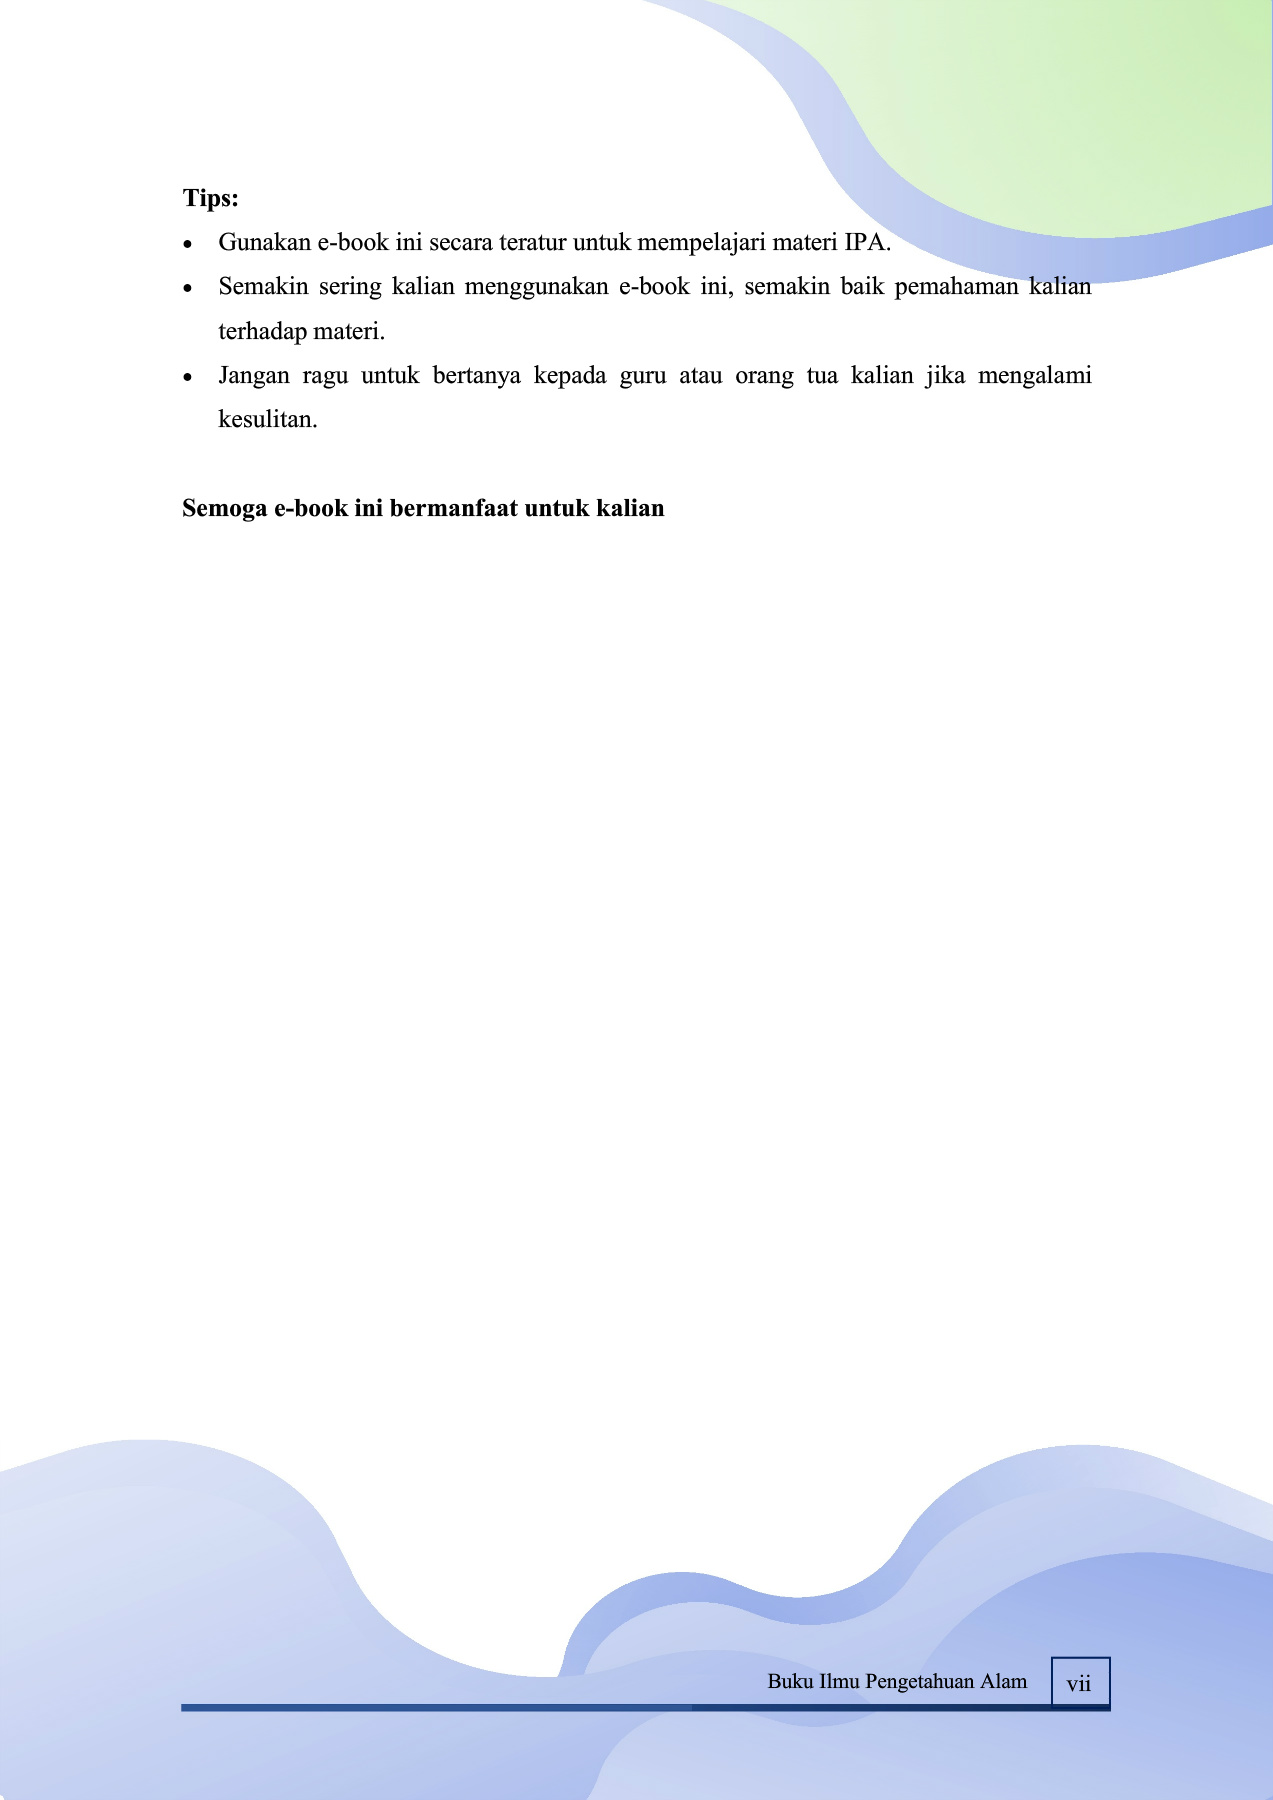 Tips:
• Gunakan e-book ini secara teratur untuk mempelajari materi IPA.
• Semakin sering kalian menggunakan e-book ini, semakin baik pemahaman kalian
terhadap materi.
• Jangan ragu untuk bertanya kepada guru atau orang tua kalian jika mengalami
kesulitan.
Semoga e-book ini bermanfaat untuk kalian
Buku Ilmu Pengetahuan Alam vii